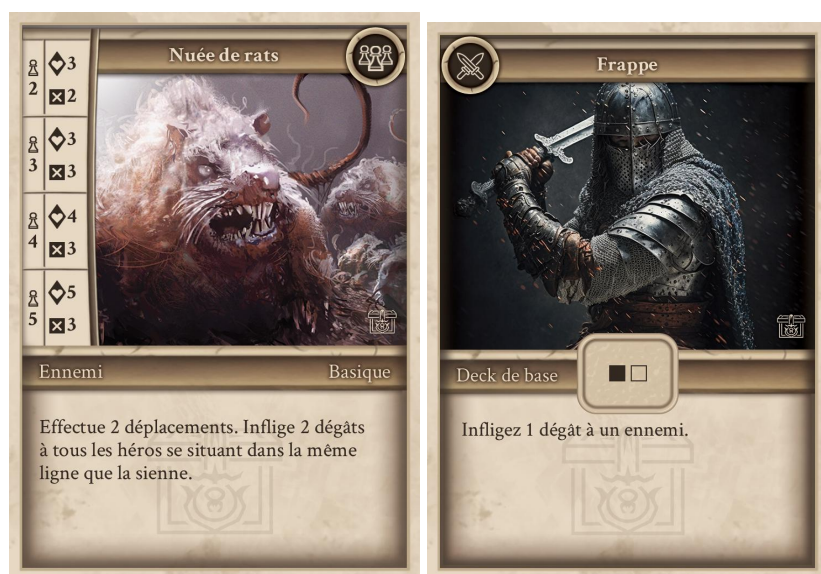 Nuée de rats
2
3
2
3
3
3
4
4
3
5
5
3
Ennemi
Basique
Effectue 2 déplacements. Inflige 2 dégâts
à tous les héros se situant dans la même
ligne que la sienne.
Frappe
Deck de base
Infligez 1 dégât à un ennemi.